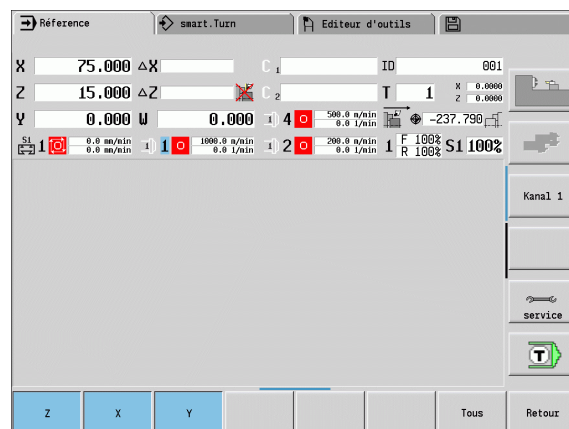 Réference smart.Turn Editeur d'outils
X 75.000 △X C 1 ID 001
Z 15.000 △Z C 2 T 1 X 0.0000 Z 0.0000
Y 0.000 W 0.000 4 500.0 m/min 0.0 1/min -237.790
S1 1 0.0 mm/min 0.0 mm/min 1 1000.0 m/min 0.0 1/min 2 200.0 m/min 0.0 1/min 1 F 100% R 100% S1 100%
Kanal 1
service
T
Z X Y Tous Retour